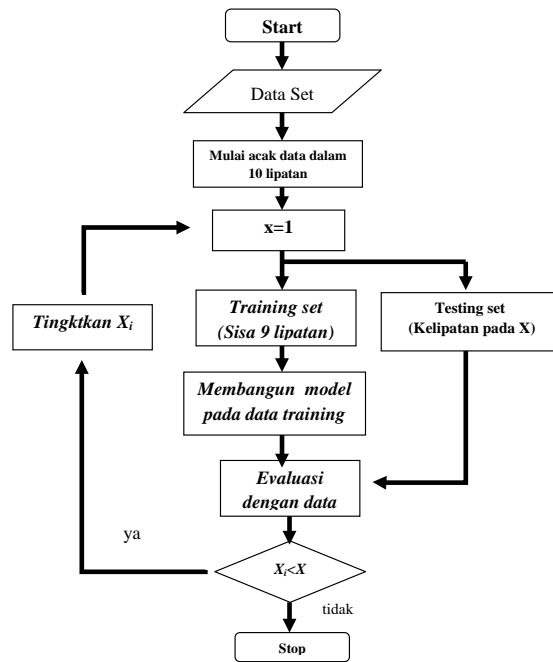 Start
Data Set
Mulai acak data dalam
10 lipatan
x=1
Tingktkan Xi
Training set
(Sisa 9 lipatan)
Testing set
(Kelipatan pada X)
Membangun model
pada data training
Evaluasi
dengan data
ya
Xi<X
tidak
Stop